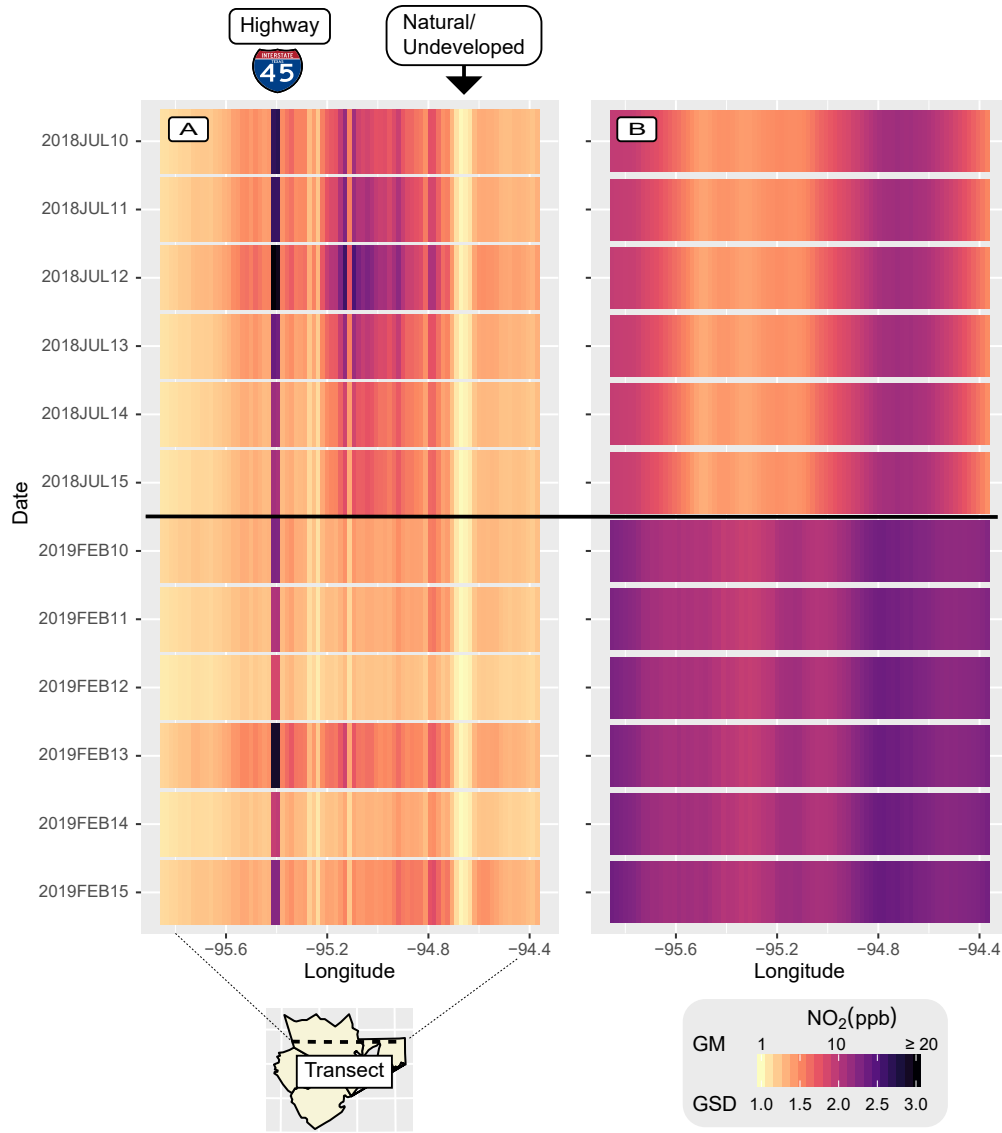 Highway
INTERSTATE
TEXAS
45
Natural/
Undeveloped
A
B
Date
2018JUL10
2018JUL11
2018JUL12
2018JUL13
2018JUL14
2018JUL15
2019FEB10
2019FEB11
2019FEB12
2019FEB13
2019FEB14
2019FEB15
−95.6 −95.2 −94.8 −94.4
Longitude
−95.6 −95.2 −94.8 −94.4
Longitude
Transect
NO₂(ppb)
GM 1 10 ≥ 20
GSD 1.0 1.5 2.0 2.5 3.0